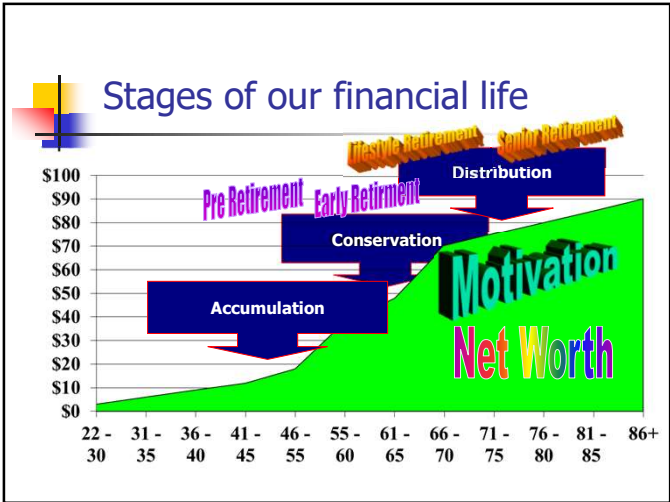 Stages of our financial life
Lifestyle Retirement
Senior Retirement
Distribution
Pre Retirement
Early Retirment
Conservation
Accumulation
Motivation
Net Worth
$100
$90
$80
$70
$60
$50
$40
$30
$20
$10
$0
22 - 30
31 - 35
36 - 40
41 - 45
46 - 55
55 - 60
61 - 65
66 - 70
71 - 75
76 - 80
81 - 85
86+